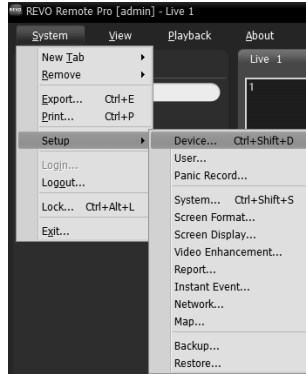 REVO Remote Pro [admin] - Live 1
System View Playback About
New Tab
Remove
Export... Ctrl+E
Print... Ctrl+P
Setup
Login...
Logout...
Lock... Ctrl+Alt+L
Exit...
Live 1
1
Device... Ctrl+Shift+D
User...
Panic Record...
System... Ctrl+Shift+S
Screen Format...
Screen Display...
Video Enhancement...
Report...
Instant Event...
Network...
Map...
Backup...
Restore...